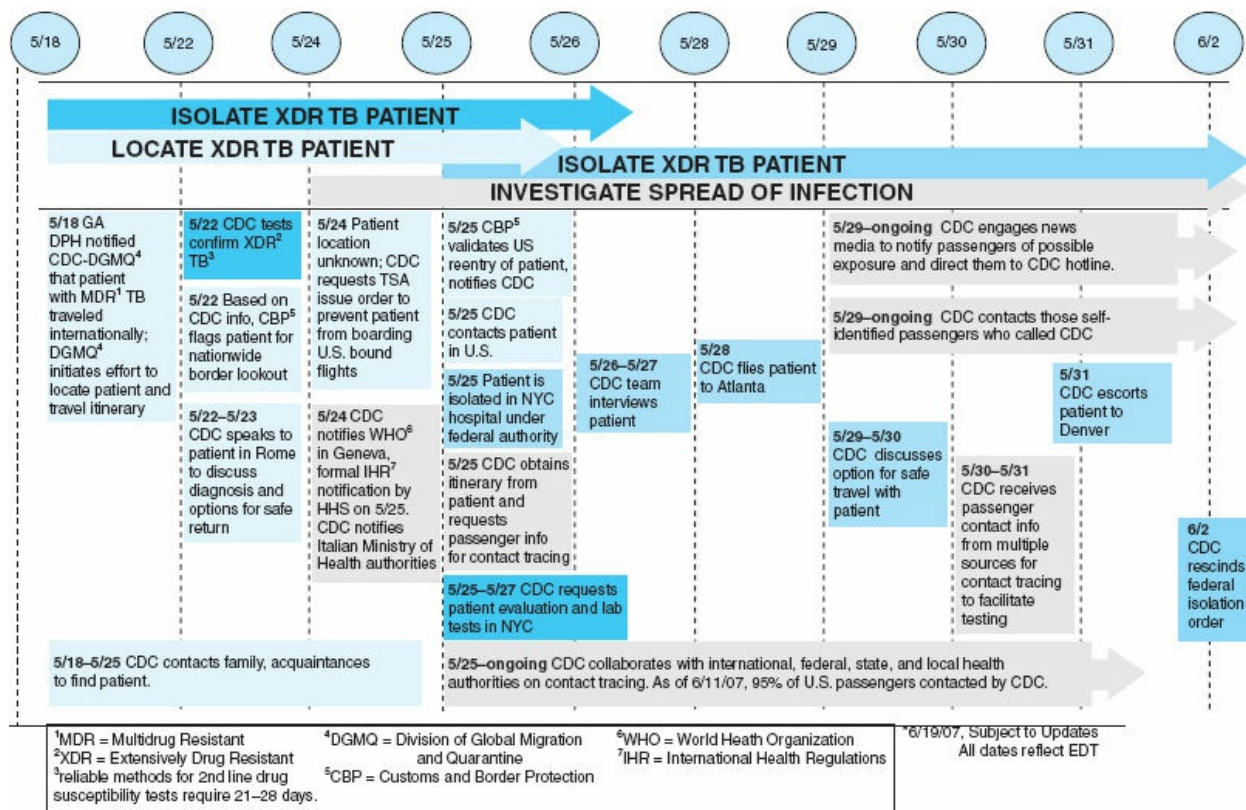 5/18
5/22
5/24
5/25
5/26
5/28
5/29
5/30
5/31
6/2
ISOLATE XDR TB PATIENT
LOCATE XDR TB PATIENT
ISOLATE XDR TB PATIENT
INVESTIGATE SPREAD OF INFECTION
5/18 GA
DPH notified
CDC-DGMQ⁴
that patient
with MDR¹ TB
traveled
internationally;
DGMQ⁴
initiates effort to
locate patient and
travel itinerary
5/22 CDC tests
confirm XDR²
TB³
5/22 Based on
CDC info, CBP⁵
flags patient for
nationwide
border lookout
5/22–5/23
CDC speaks to
patient in Rome
to discuss
diagnosis and
options for safe
return
5/24 Patient
location
unknown; CDC
requests TSA
issue order to
prevent patient
from boarding
U.S. bound
flights
5/24 CDC
notifies WHO⁶
in Geneva,
formal IHR⁷
notification by
HHS on 5/25.
CDC notifies
Italian Ministry of
Health authorities
5/25 CBP⁵
validates US
reentry of patient,
notifies CDC
5/25 CDC
contacts patient
in U.S.
5/25 Patient is
isolated in NYC
hospital under
federal authority
5/25 CDC obtains
itinerary from
patient and
requests
passenger info
for contact tracing
5/25–5/27 CDC requests
patient evaluation and lab
tests in NYC
5/26–5/27
CDC team
interviews
patient
5/28
CDC flies patient
to Atlanta
5/29–ongoing CDC engages news
media to notify passengers of possible
exposure and direct them to CDC hotline.
5/29–ongoing CDC contacts those self-
identified passengers who called CDC
5/29–5/30
CDC discusses
option for safe
travel with
patient
5/30–5/31
CDC receives
passenger
contact info
from multiple
sources for
contact tracing
to facilitate
testing
5/31
CDC escorts
patient to
Denver
6/2
CDC
rescinds
federal
isolation
order
5/18–5/25 CDC contacts family, acquaintances
to find patient.
5/25–ongoing CDC collaborates with international, federal, state, and local health
authorities on contact tracing. As of 6/11/07, 95% of U.S. passengers contacted by CDC.
¹MDR = Multidrug Resistant
²XDR = Extensively Drug Resistant
³reliable methods for 2nd line drug
susceptibility tests require 21–28 days.
⁴DGMQ = Division of Global Migration
and Quarantine
⁵CBP = Customs and Border Protection
⁶WHO = World Heath Organization
⁷IHR = International Health Regulations
*6/19/07, Subject to Updates
All dates reflect EDT